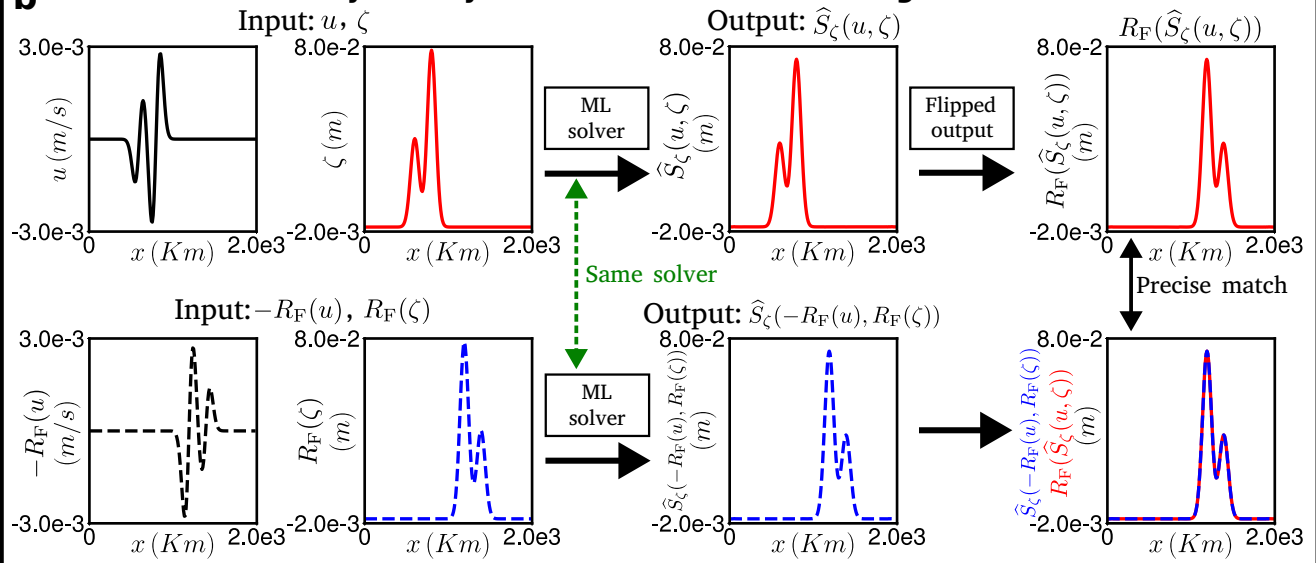 b
Input: u, ζ
Output: Ŝ_ζ(u, ζ)
R_F(Ŝ_ζ(u, ζ))
3.0e-3
u (m/s)
-3.0e-3
0
x (Km)
2.0e3
8.0e-2
ζ (m)
-2.0e-3
0
x (Km)
2.0e3
ML
solver
8.0e-2
Ŝ_ζ(u, ζ)
(m)
-2.0e-3
0
x (Km)
2.0e3
Flipped
output
8.0e-2
R_F(Ŝ_ζ(u, ζ))
(m)
-2.0e-3
0
x (Km)
2.0e3
Same solver
Precise match
Input: −R_F(u), R_F(ζ)
Output: Ŝ_ζ(−R_F(u), R_F(ζ))
3.0e-3
−R_F(u)
(m/s)
-3.0e-3
0
x (Km)
2.0e3
8.0e-2
R_F(ζ)
(m)
-2.0e-3
0
x (Km)
2.0e3
ML
solver
8.0e-2
Ŝ_ζ(−R_F(u), R_F(ζ))
(m)
-2.0e-3
0
x (Km)
2.0e3
8.0e-2
Ŝ_ζ(−R_F(u), R_F(ζ))
R_F(Ŝ_ζ(u, ζ))
(m)
-2.0e-3
0
x (Km)
2.0e3